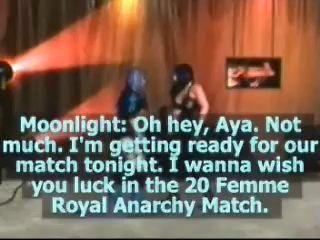 Moonlight: Oh hey, Aya. Not
much. I'm getting ready for our
match tonight. I wanna wish
you luck in the 20 Femme
Royal Anarchy Match.